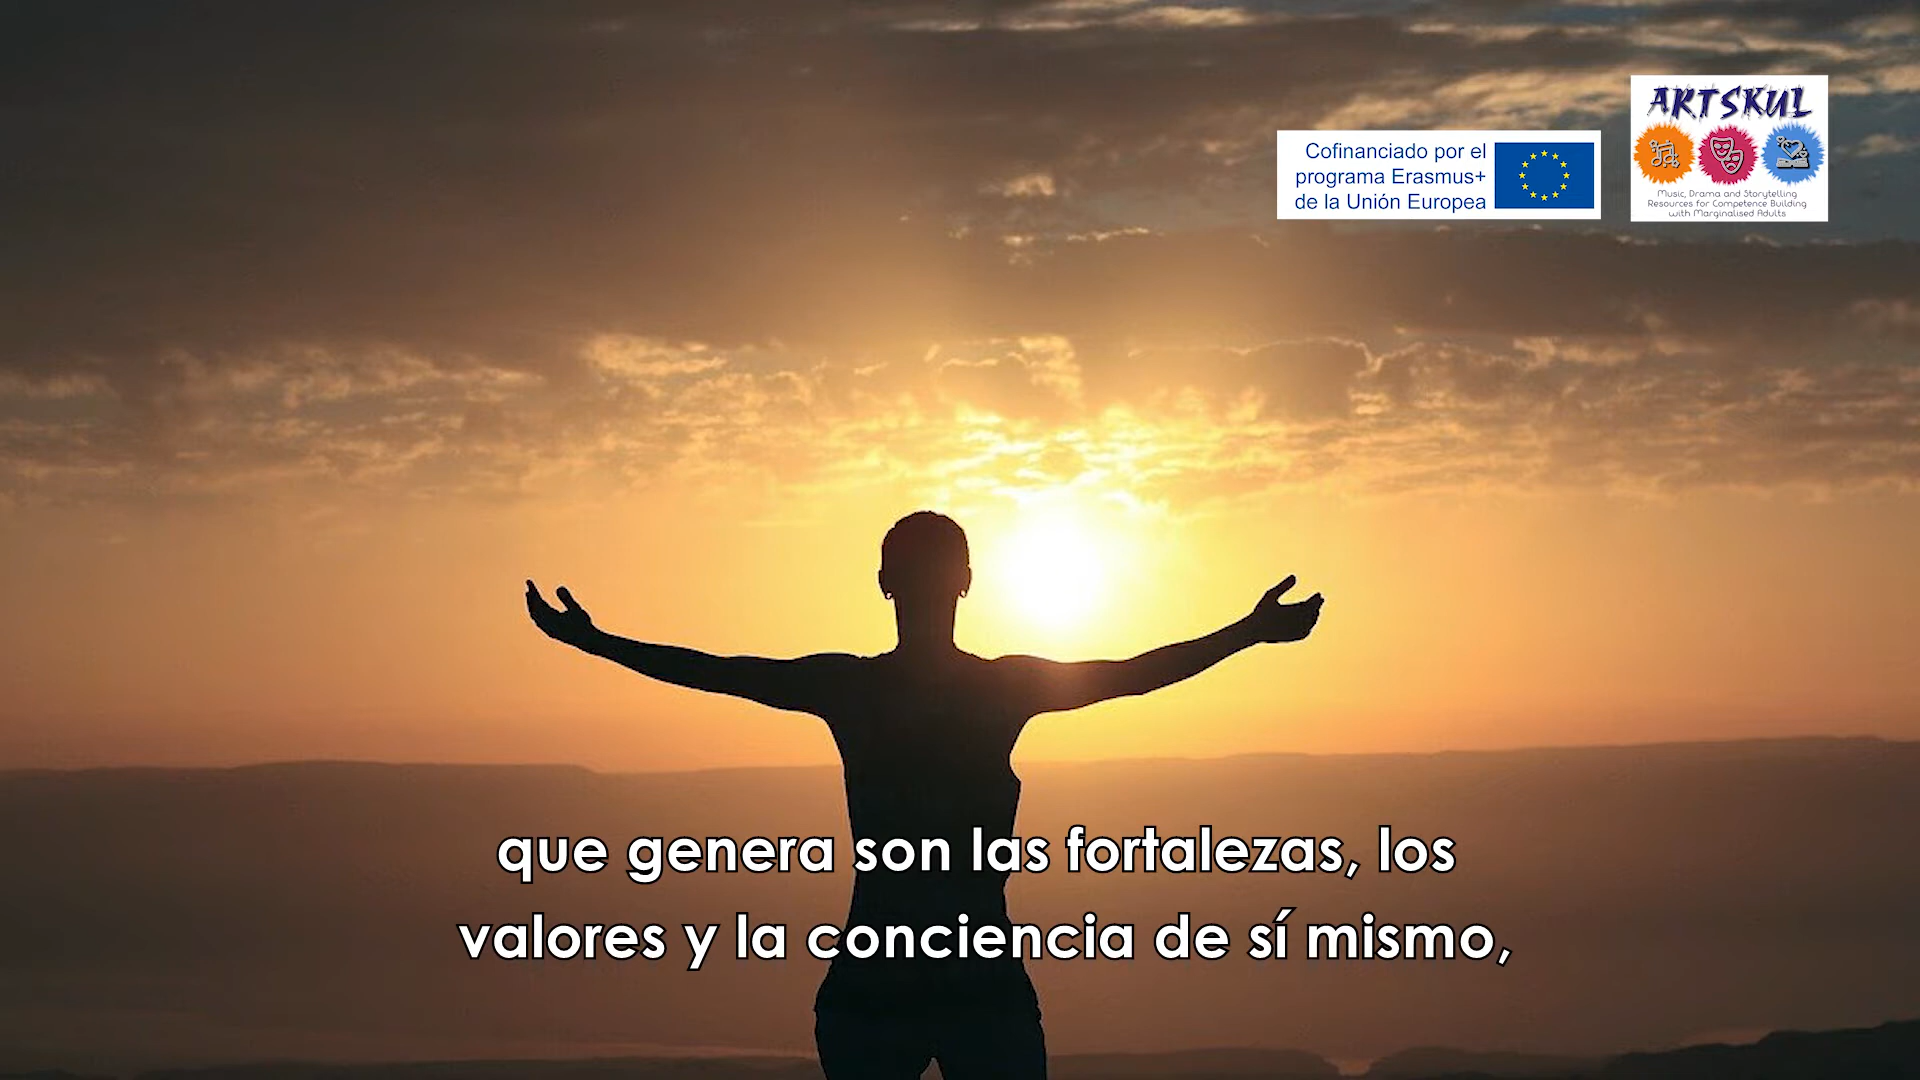 ARTSKUL
Cofinanciado por el
programa Erasmus+
de la Unión Europea
Music, Drama and Storytelling
Resources for Competence Building
with Marginalised Adults
que genera son las fortalezas, los
valores y la conciencia de sí mismo,